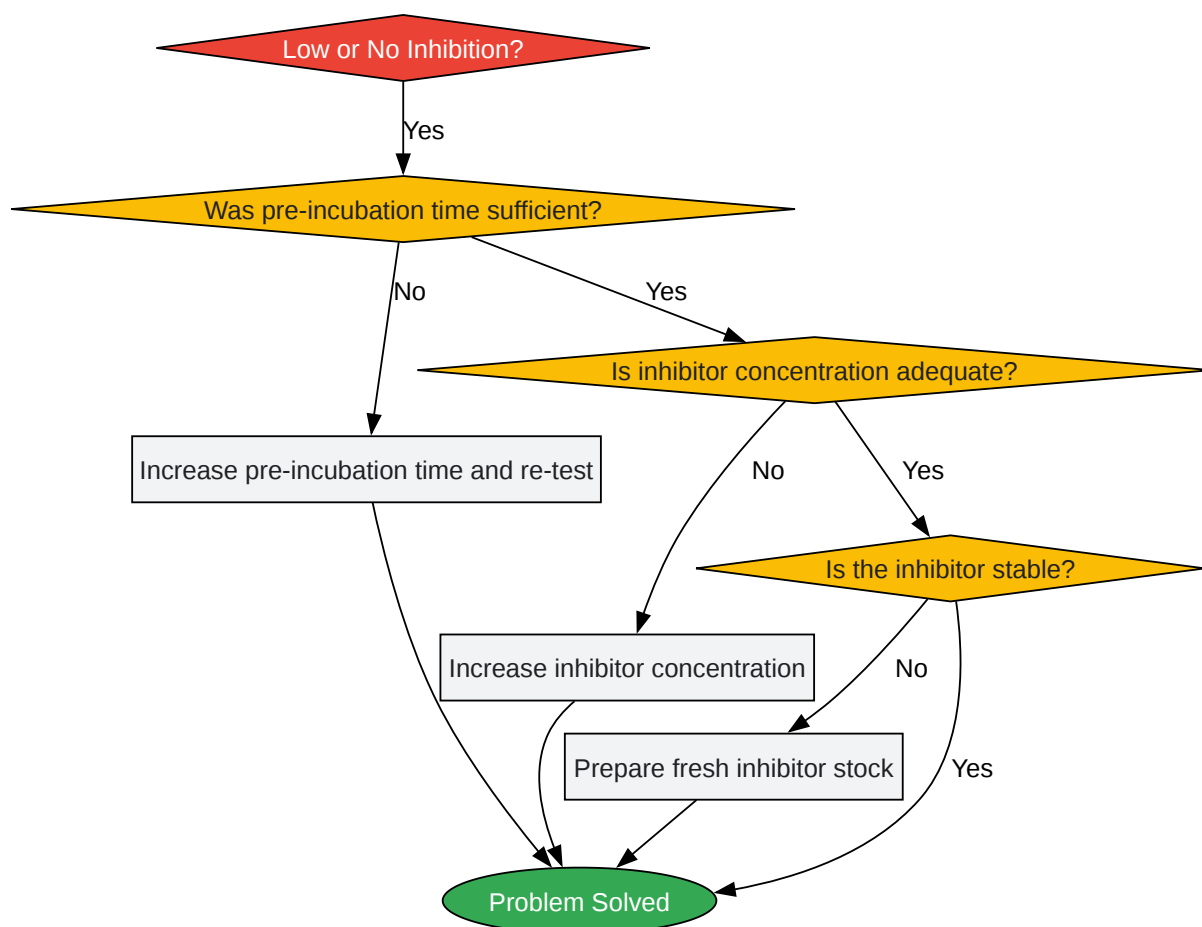 Low or No Inhibition?
Yes
Was pre-incubation time sufficient?
No
Yes
Is inhibitor concentration adequate?
Increase pre-incubation time and re-test
No
Yes
Is the inhibitor stable?
Increase inhibitor concentration
No
Prepare fresh inhibitor stock
Yes
Problem Solved